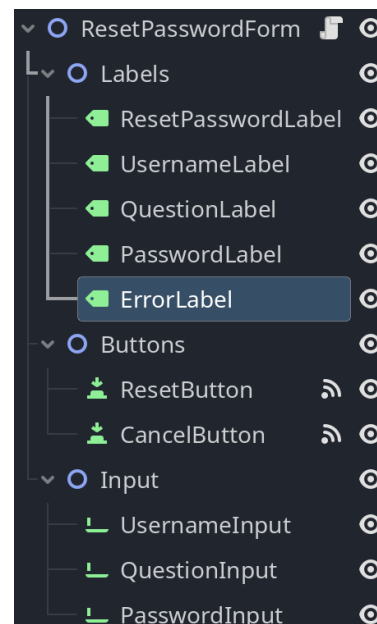 ResetPasswordForm
Labels
ResetPasswordLabel
UsernameLabel
QuestionLabel
PasswordLabel
ErrorLabel
Buttons
ResetButton
CancelButton
Input
UsernameInput
QuestionInput
PasswordInput